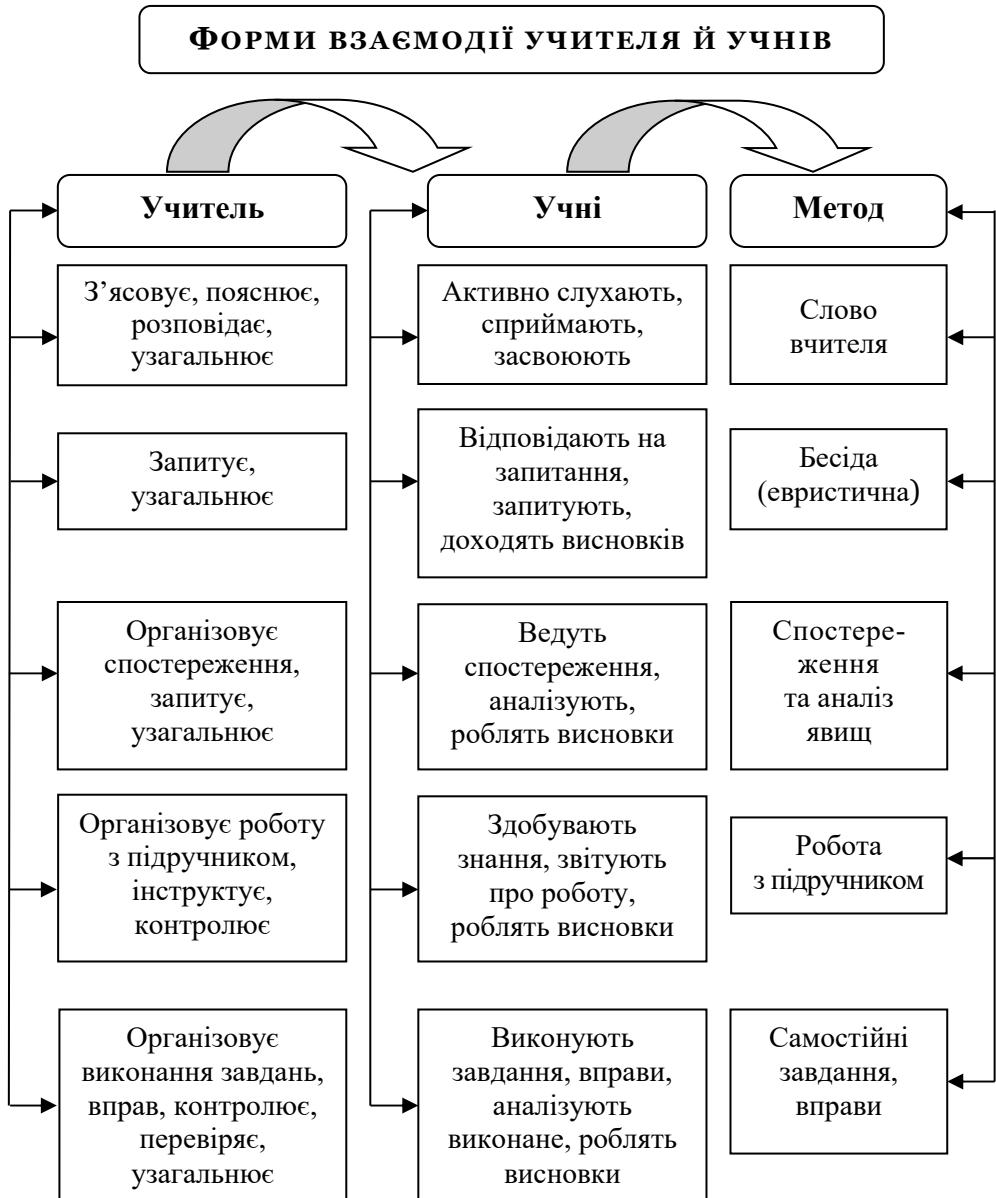 ФОРМИ ВЗАЄМОДІЇ УЧИТЕЛЯ Й УЧНІВ
Учитель
Учні
Метод
З’ясовує, пояснює,
розповідає,
узагальнює
Активно слухають,
сприймають,
засвоюють
Слово
вчителя
Запитує,
узагальнює
Відповідають на
запитання,
запитують,
доходять висновків
Бесіда
(евристична)
Організовує
спостереження,
запитує,
узагальнює
Ведуть
спостереження,
аналізують,
роблять висновки
Спостере-
ження
та аналіз
явищ
Організовує роботу
з підручником,
інструктує,
контролює
Здобувають
знання, звітують
про роботу,
роблять висновки
Робота
з підручником
Організовує
виконання завдань,
вправ, контролює,
перевіряє,
узагальнює
Виконують
завдання, вправи,
аналізують
виконане, роблять
висновки
Самостійні
завдання,
вправи